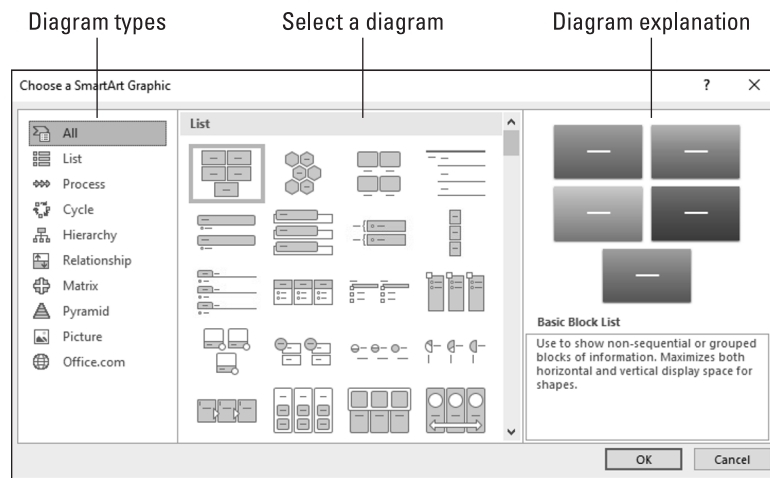 Diagram types
Select a diagram
Diagram explanation
Choose a SmartArt Graphic
?
All
List
Process
Cycle
Hierarchy
Relationship
Matrix
Pyramid
Picture
Office.com
List
Basic Block List
Use to show non-sequential or grouped
blocks of information. Maximizes both
horizontal and vertical display space for
shapes.
OK
Cancel